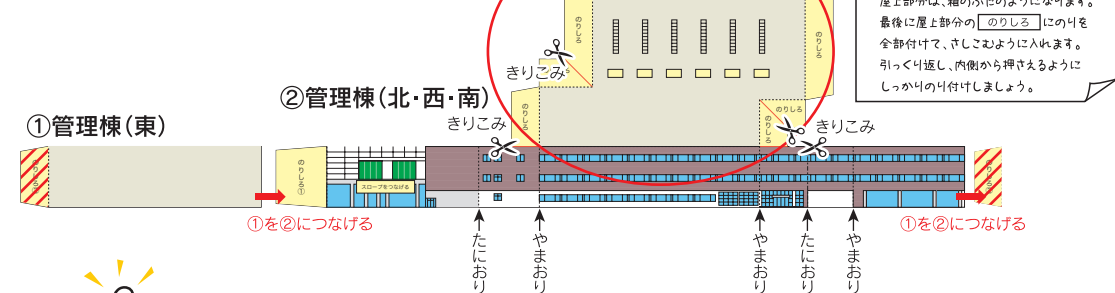 屋上部分は、箱のふたのようになります。
最後に屋上部分の のりしろ にのりを
全部付けて、さしこむように入れます。
引っくり返し、内側から押さえるように
しっかりのり付けしましょう。
のりしろ
のりしろ
きりこみ
②管理棟(北・西・南)
のりしろ
のりしろ
のりしろ
きりこみ
きりこみ
①管理棟(東)
のりしろ①
のりしろ①
スロープをつなげる
①を②につなげる
①を②につなげる
たにおり
やまおり
やまおり
たにおり
やまおり